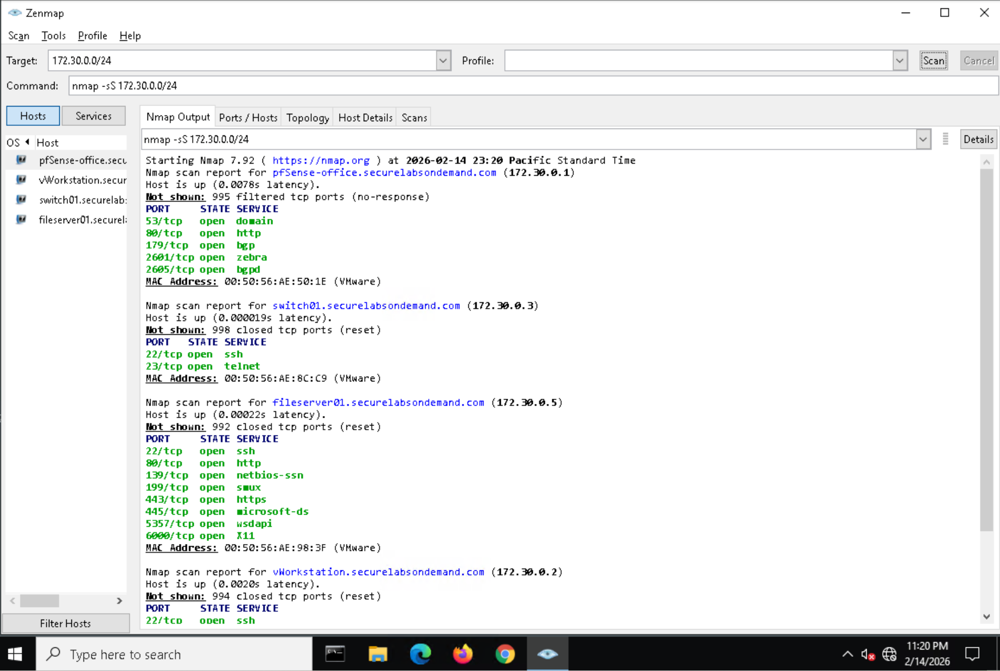 Zenmap
Scan Tools Profile Help
Target: 172.30.0.0/24 Profile: Scan Cancel
Command: nmap -sS 172.30.0.0/24
Hosts Services
Nmap Output Ports / Hosts Topology Host Details Scans
OS Host
nmap -sS 172.30.0.0/24 Details
pfSense-office.secu
vWorkstation.secur
switch01.securelab:
fileserver01.securel
Starting Nmap 7.92 ( https://nmap.org ) at 2026-02-14 23:20 Pacific Standard Time
Nmap scan report for pfSense-office.securelabsondemand.com (172.30.0.1)
Host is up (0.0078s latency).
Not shown: 995 filtered tcp ports (no-response)
PORT STATE SERVICE
53/tcp open domain
80/tcp open http
179/tcp open bgp
2601/tcp open zebra
2605/tcp open bgpd
MAC Address: 00:50:56:AE:50:1E (VMware)
Nmap scan report for switch01.securelabsondemand.com (172.30.0.3)
Host is up (0.000019s latency).
Not shown: 998 closed tcp ports (reset)
PORT STATE SERVICE
22/tcp open ssh
23/tcp open telnet
MAC Address: 00:50:56:AE:8C:C9 (VMware)
Nmap scan report for fileserver01.securelabsondemand.com (172.30.0.5)
Host is up (0.00022s latency).
Not shown: 992 closed tcp ports (reset)
PORT STATE SERVICE
22/tcp open ssh
80/tcp open http
139/tcp open netbios-ssn
199/tcp open smux
443/tcp open https
445/tcp open microsoft-ds
5357/tcp open wsdapi
6000/tcp open X11
MAC Address: 00:50:56:AE:98:3F (VMware)
Nmap scan report for vWorkstation.securelabsondemand.com (172.30.0.2)
Host is up (0.0020s latency).
Not shown: 994 closed tcp ports (reset)
PORT STATE SERVICE
22/tcp open ssh
Filter Hosts
Type here to search
11:20 PM
2/14/2026